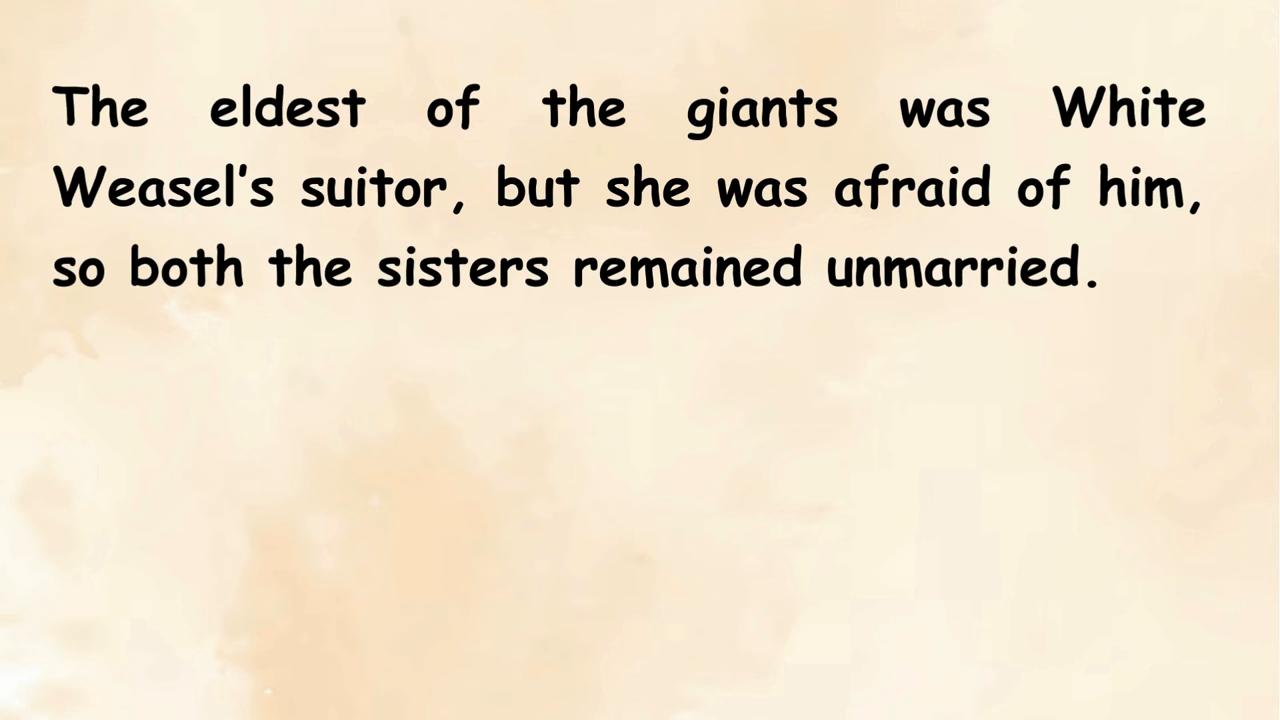 The eldest of the giants was White
Weasel's suitor, but she was afraid of him,
so both the sisters remained unmarried.